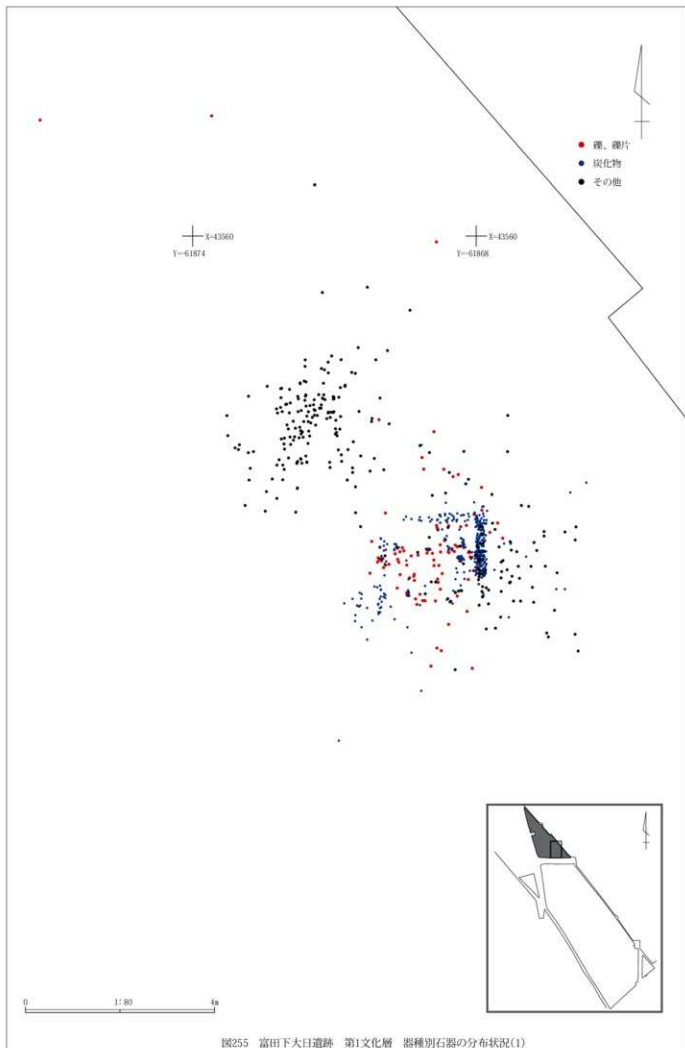 礫、礫片
炭化物
その他
X=43560
Y=-61874
X=43560
Y=-61868
0 1:80 4m
図255 富田下大日遺跡 第1文化層 器種別石器の分布状況(1)